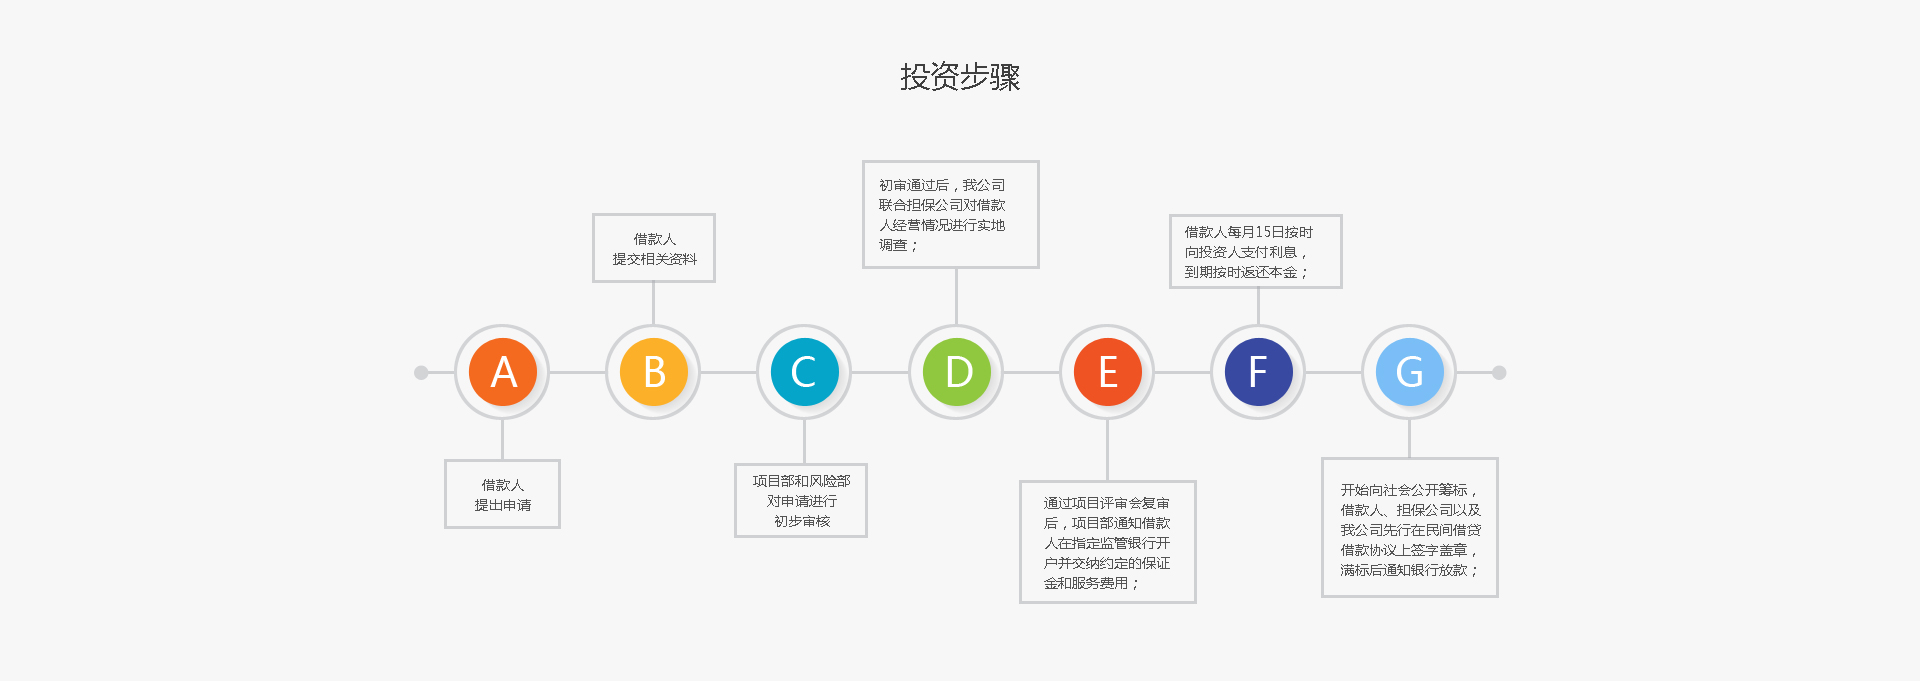 投资步骤
A
借款人
提出申请
B
借款人
提交相关资料
C
项目部和风险部
对申请进行
初步审核
D
初审通过后，我公司
联合担保公司对借款
人经营情况进行实地
调查；
E
通过项目评审会复审
后，项目部通知借款
人在指定监管银行开
户并交纳约定的保证
金和服务费用；
F
借款人每月15日按时
向投资人支付利息，
到期按时返还本金；
G
开始向社会公开筹标，
借款人、担保公司以及
我公司先行在民间借贷
借款协议上签字盖章，
满标后通知银行放款；